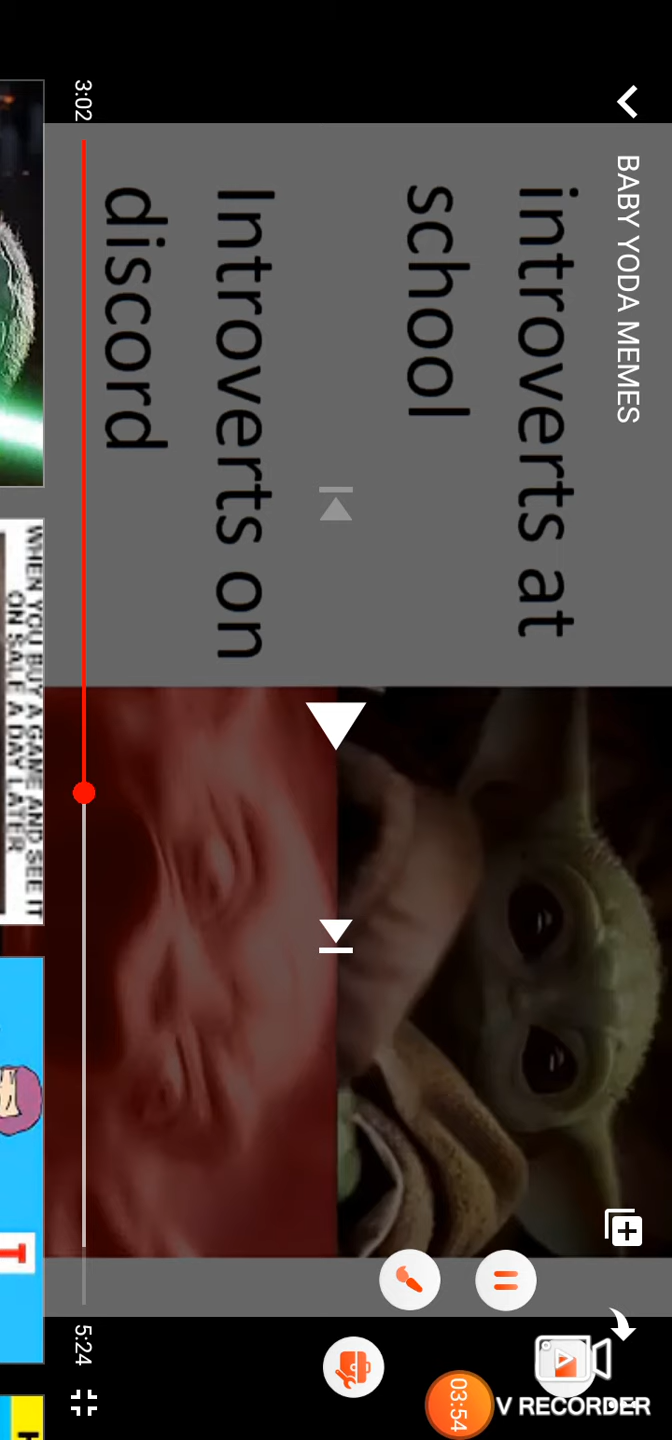 BABY YODA MEMES
introverts at
school
Introverts on
discord
3:02
5:24
WHEN YOU BUY A GAME AND SEE IT
ON SALE A DAY LATER
T
03:54
V RECORDER